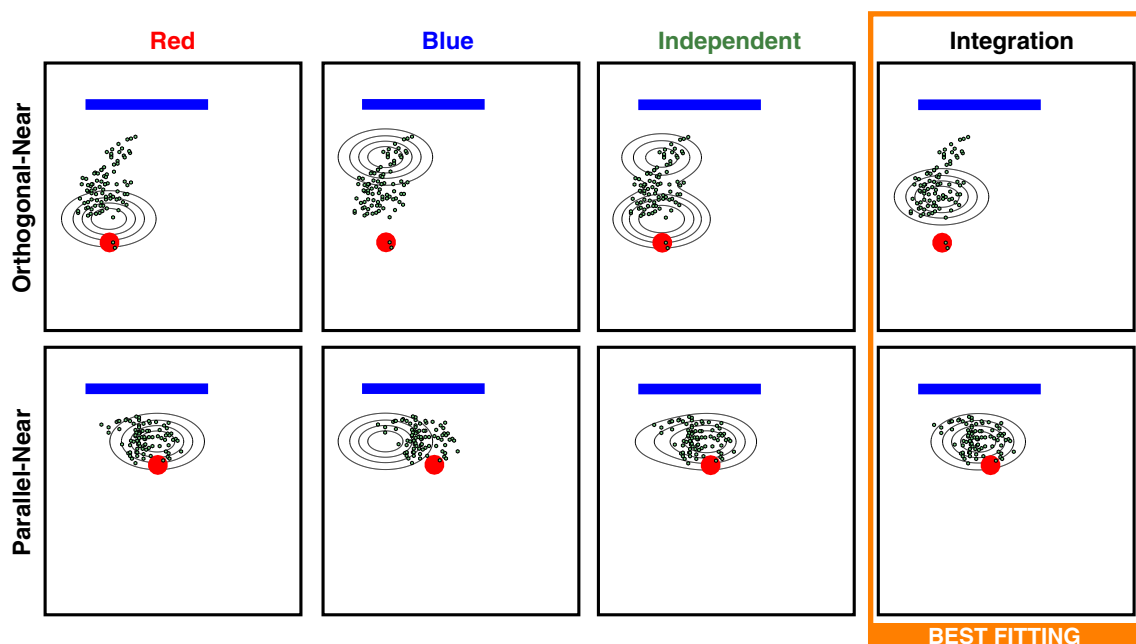 Red
Blue
Independent
Integration
Orthogonal-Near
Parallel-Near
BEST FITTING